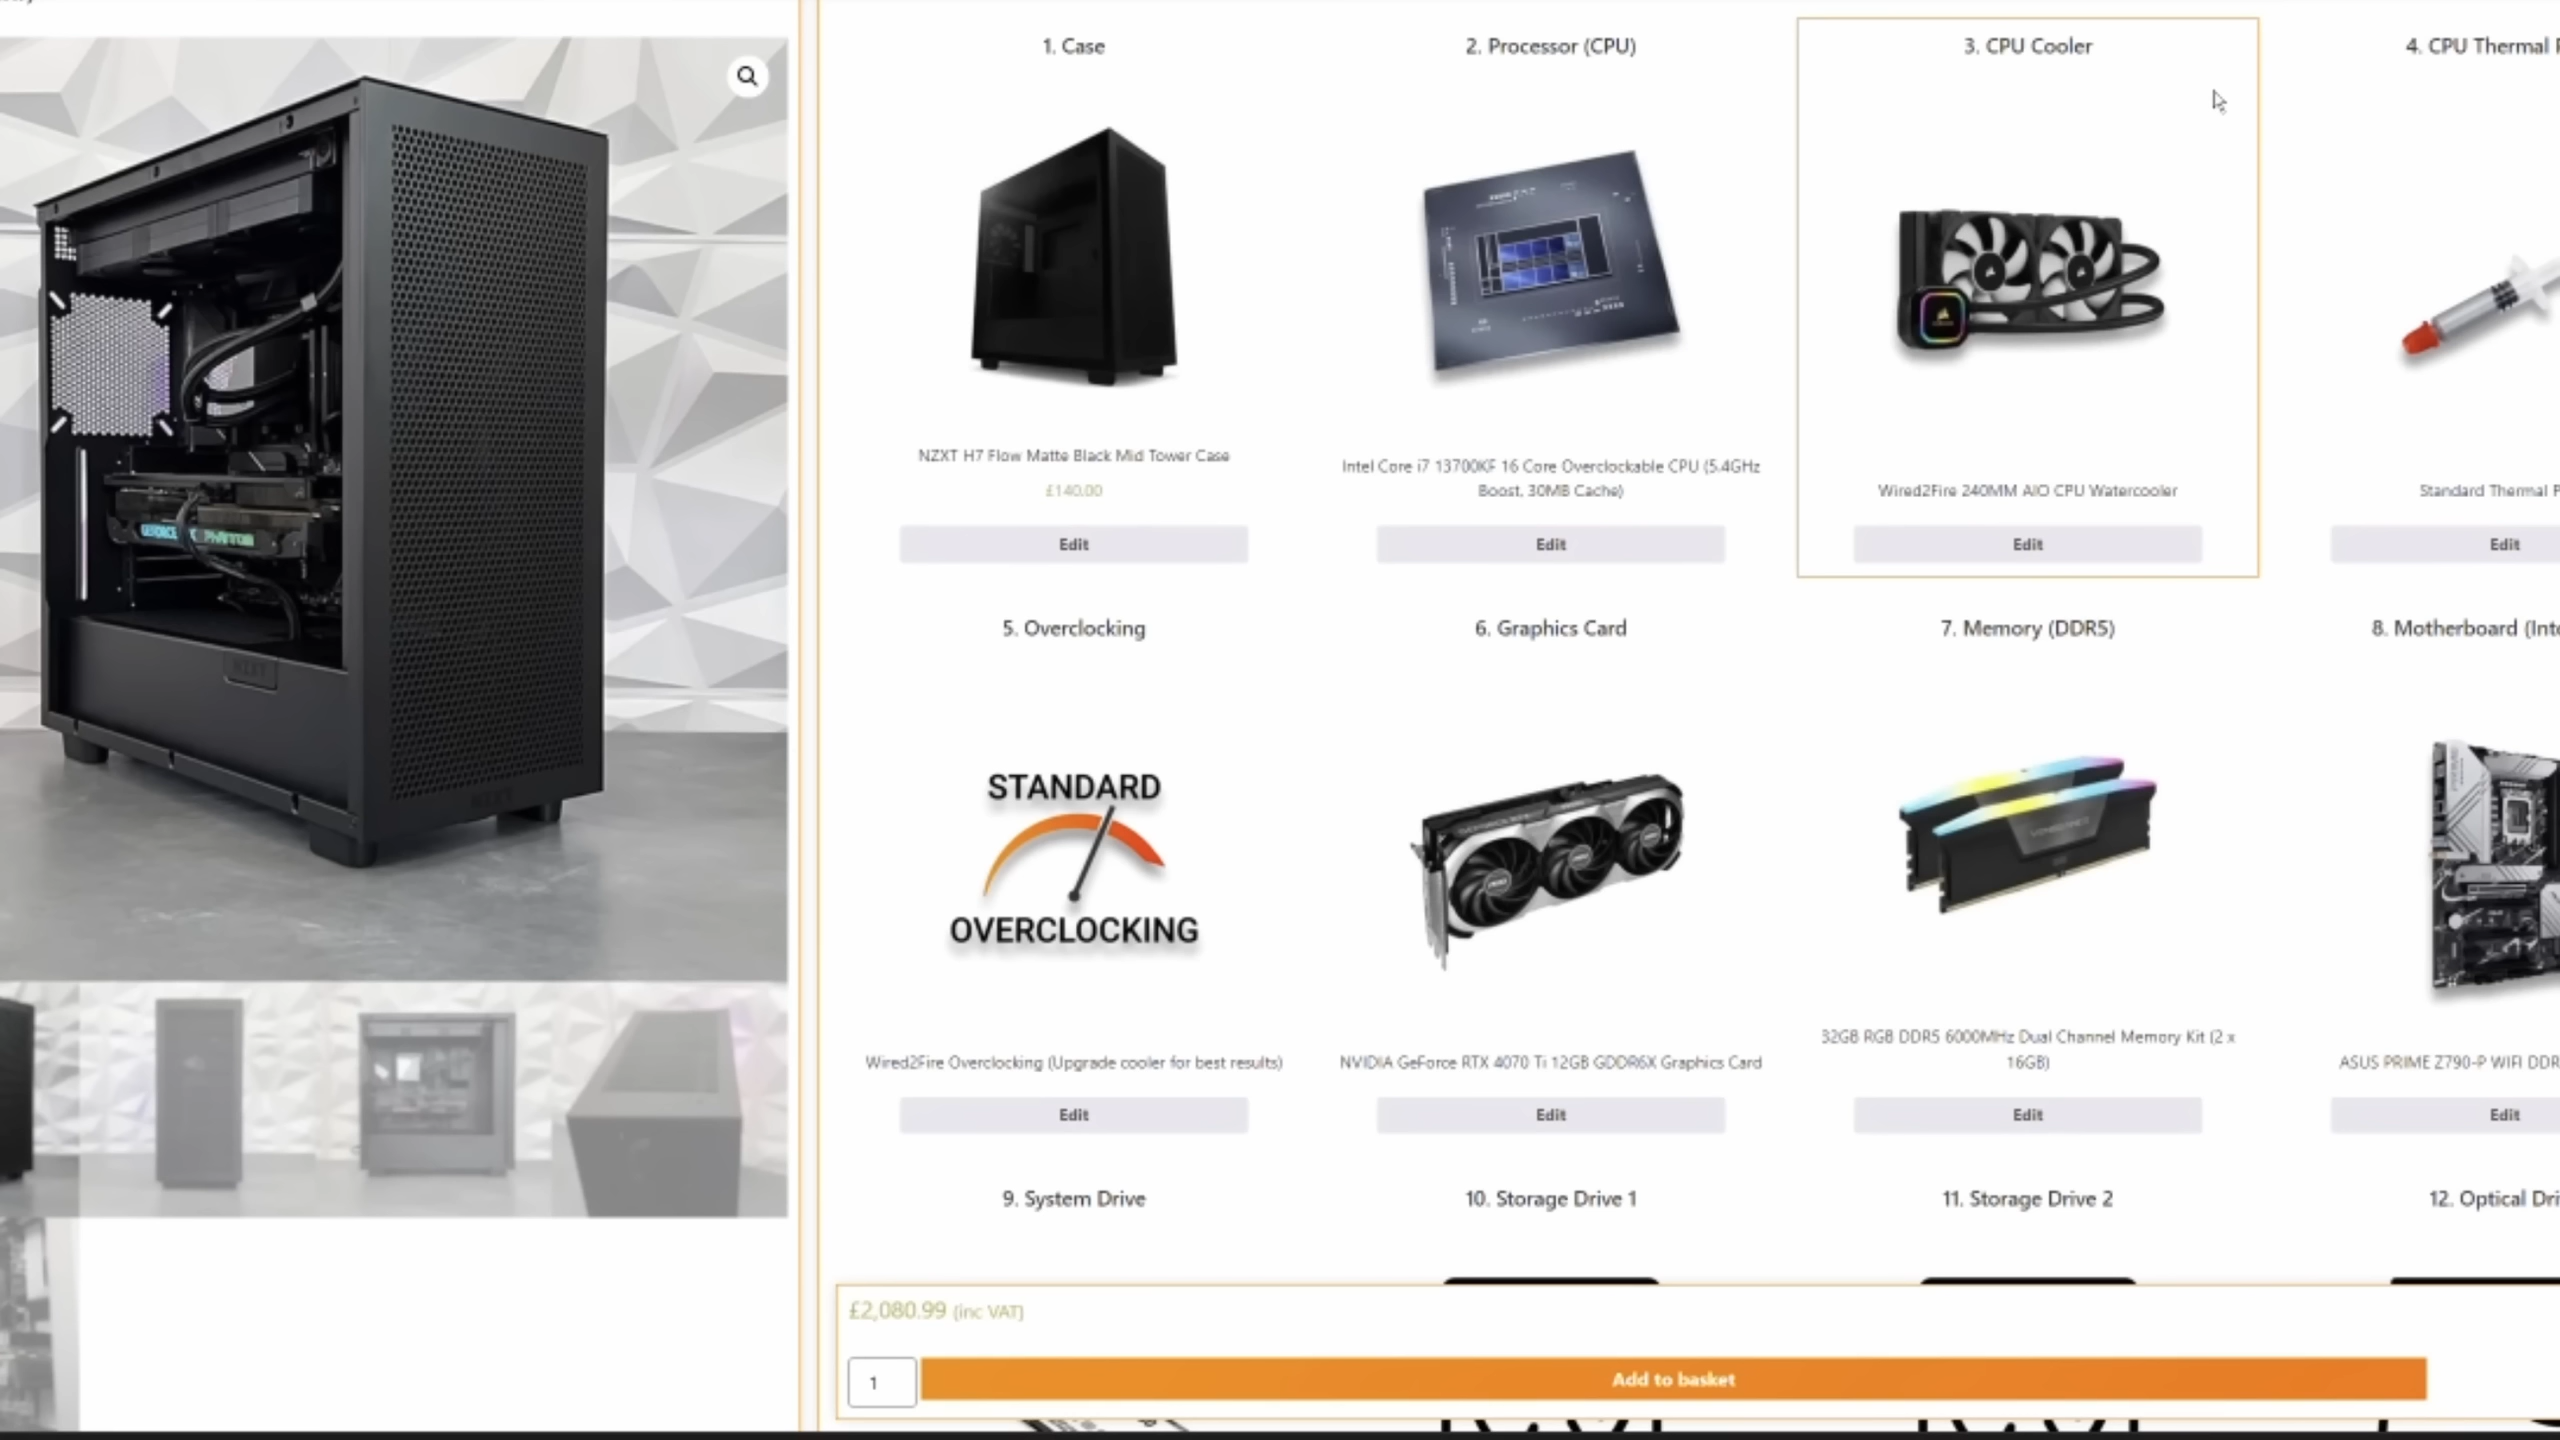 1. Case
2. Processor (CPU)
3. CPU Cooler
4. CPU Thermal
NZXT H7 Flow Matte Black Mid Tower Case
£140.00
Intel Core i7 13700KF 16 Core Overclockable CPU (5.4GHz
Boost, 30MB Cache)
Wired2Fire 240MM AIO CPU Watercooler
Standard Thermal
Edit
Edit
Edit
Edit
5. Overclocking
6. Graphics Card
7. Memory (DDR5)
8. Motherboard (Inte
STANDARD
OVERCLOCKING
VENGEANCE
GEFORCE
PHANTOM
NZXT
Wired2Fire Overclocking (Upgrade cooler for best results)
NVIDIA GeForce RTX 4070 Ti 12GB GDDR6X Graphics Card
32GB RGB DDR5 6000MHz Dual Channel Memory Kit (2 x
16GB)
ASUS PRIME Z790-P WIFI DDR
Edit
Edit
Edit
Edit
9. System Drive
10. Storage Drive 1
11. Storage Drive 2
12. Optical Dri
£2,080.99 (inc VAT)
1
Add to basket